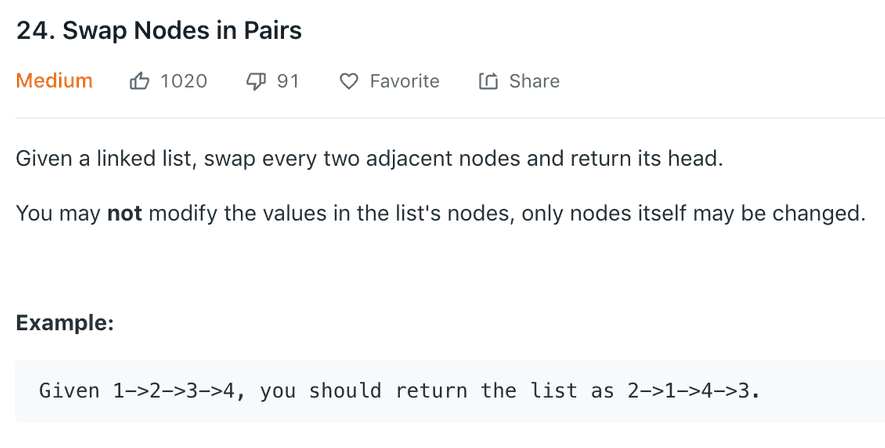 24. Swap Nodes in Pairs
Medium 1020 91 Favorite Share
Given a linked list, swap every two adjacent nodes and return its head.
You may not modify the values in the list's nodes, only nodes itself may be changed.
Example:
Given 1->2->3->4, you should return the list as 2->1->4->3.